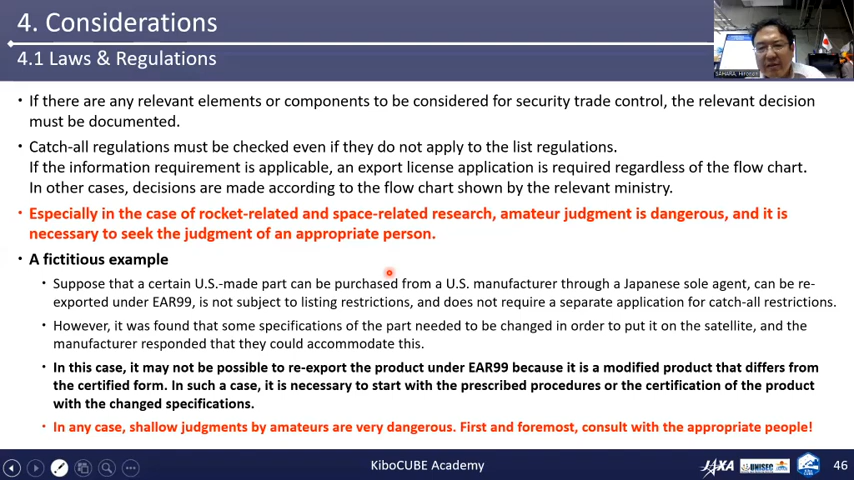 4. Considerations
4.1 Laws & Regulations
• If there are any relevant elements or components to be considered for security trade control, the relevant decision
must be documented.
• Catch-all regulations must be checked even if they do not apply to the list regulations.
If the information requirement is applicable, an export license application is required regardless of the flow chart.
In other cases, decisions are made according to the flow chart shown by the relevant ministry.
• Especially in the case of rocket-related and space-related research, amateur judgment is dangerous, and it is
necessary to seek the judgment of an appropriate person.
• A fictitious example
• Suppose that a certain U.S.-made part can be purchased from a U.S. manufacturer through a Japanese sole agent, can be re-
exported under EAR99, is not subject to listing restrictions, and does not require a separate application for catch-all restrictions.
• However, it was found that some specifications of the part needed to be changed in order to put it on the satellite, and the
manufacturer responded that they could accommodate this.
• In this case, it may not be possible to re-export the product under EAR99 because it is a modified product that differs from
the certified form. In such a case, it is necessary to start with the prescribed procedures or the certification of the product
with the changed specifications.
• In any case, shallow judgments by amateurs are very dangerous. First and foremost, consult with the appropriate people!
KiboCUBE Academy
JAXA
UNISEC
46